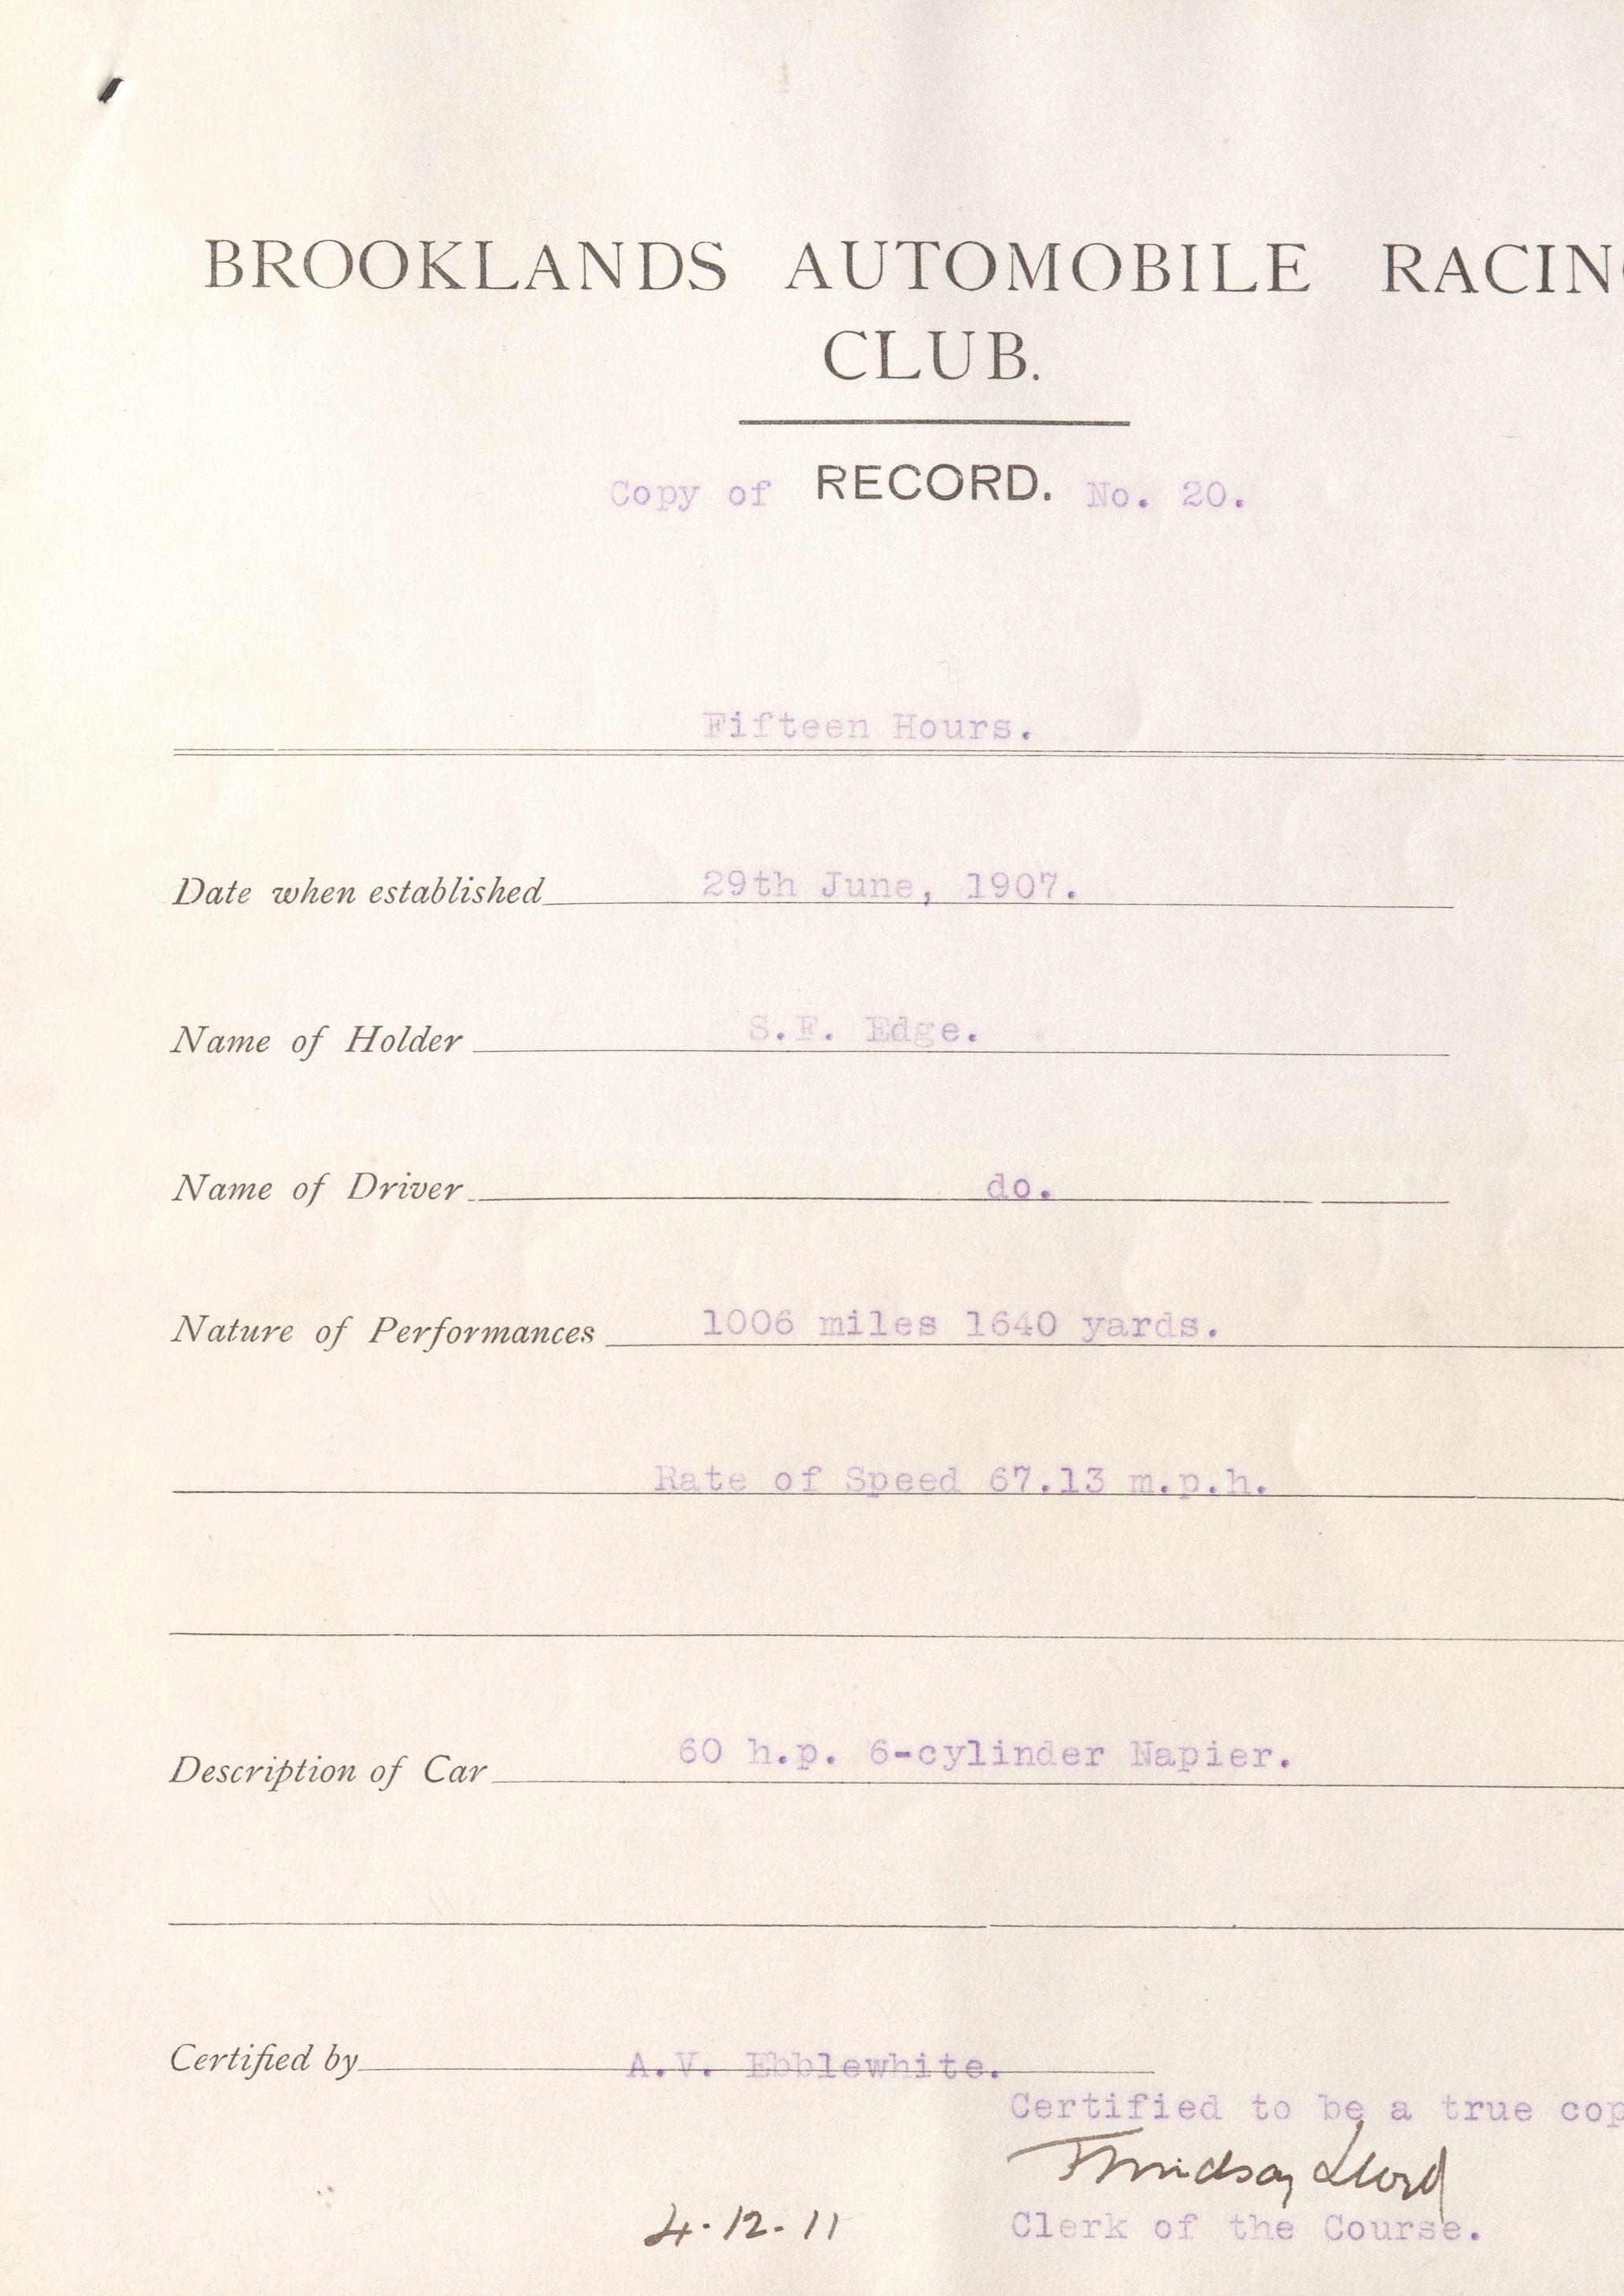 BROOKLANDS AUTOMOBILE RACIN
CLUB.
Copy of RECORD. No. 20.
Fifteen Hours.
Date when established 29th June, 1907.
Name of Holder S.F. Edge.
Name of Driver do.
Nature of Performances 1006 miles 1640 yards.
Rate of Speed 67.13 m.p.h.
Description of Car 60 h.p. 6-cylinder Napier.
Certified by A.V. Ebblewhite.
Certified to be a true cop
F Lindsay Lloyd
4.12.11 Clerk of the Course.